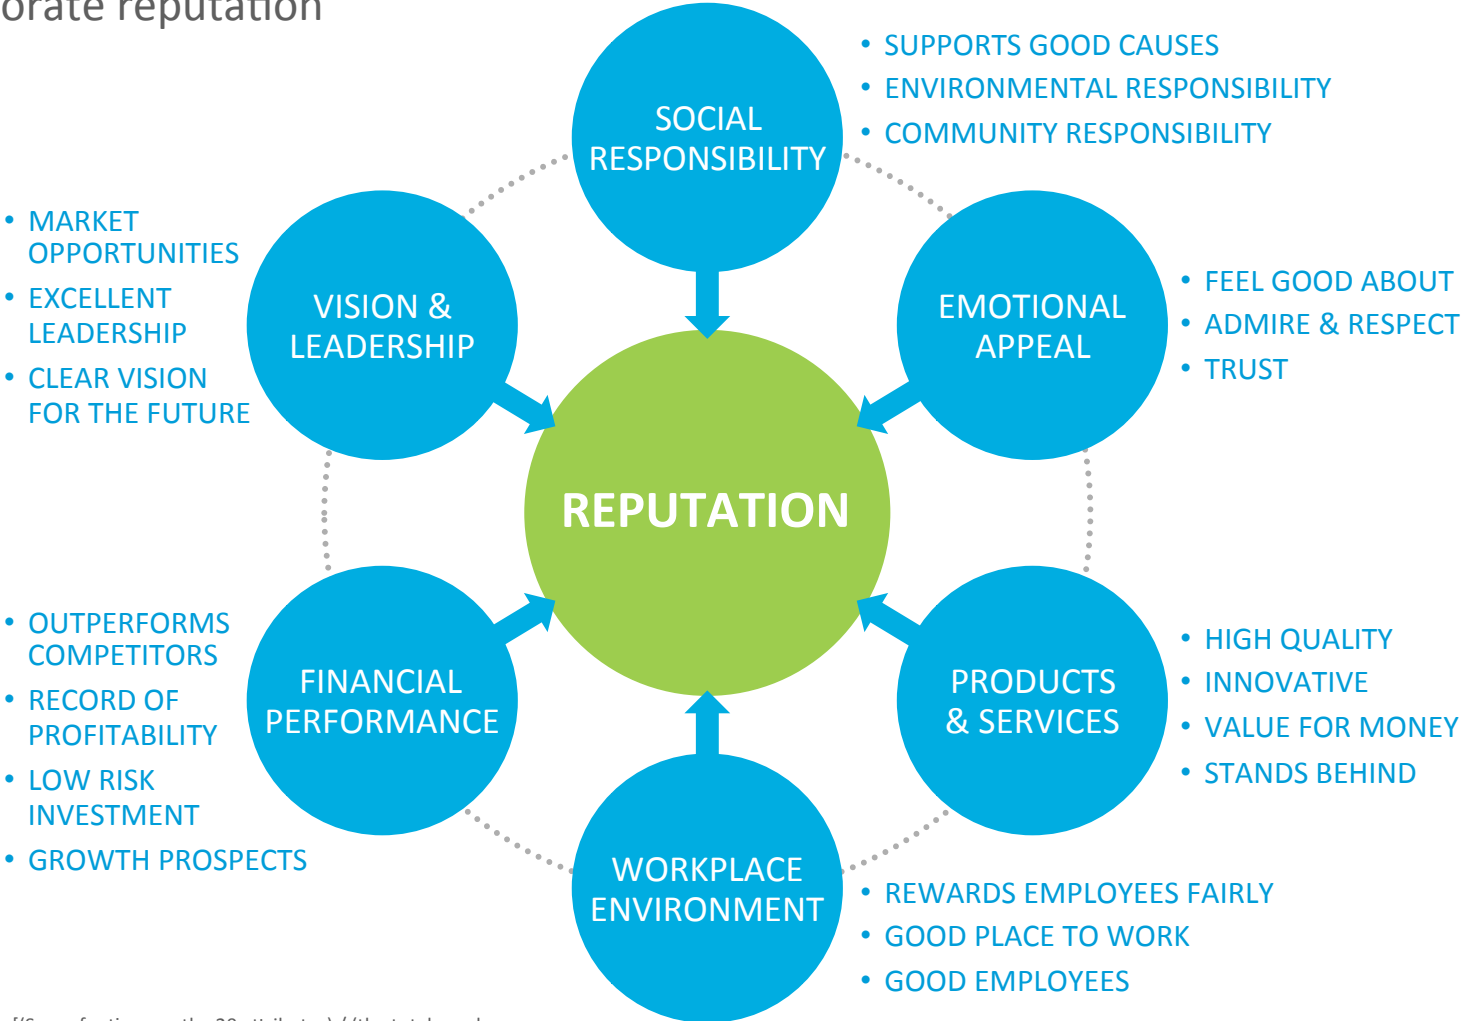 orate reputation
SOCIAL
RESPONSIBILITY
• SUPPORTS GOOD CAUSES
• ENVIRONMENTAL RESPONSIBILITY
• COMMUNITY RESPONSIBILITY
EMOTIONAL
APPEAL
• FEEL GOOD ABOUT
• ADMIRE & RESPECT
• TRUST
PRODUCTS
& SERVICES
• HIGH QUALITY
• INNOVATIVE
• VALUE FOR MONEY
• STANDS BEHIND
WORKPLACE
ENVIRONMENT
• REWARDS EMPLOYEES FAIRLY
• GOOD PLACE TO WORK
• GOOD EMPLOYEES
FINANCIAL
PERFORMANCE
• OUTPERFORMS
COMPETITORS
• RECORD OF
PROFITABILITY
• LOW RISK
INVESTMENT
• GROWTH PROSPECTS
VISION &
LEADERSHIP
• MARKET
OPPORTUNITIES
• EXCELLENT
LEADERSHIP
• CLEAR VISION
FOR THE FUTURE
REPUTATION